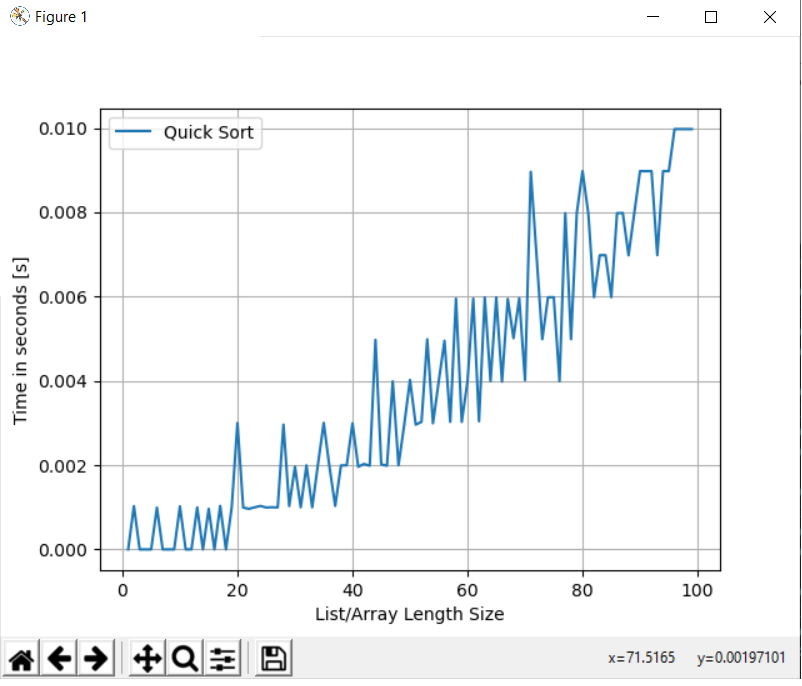 Figure 1
Quick Sort
0.010
0.008
0.006
0.004
0.002
0.000
Time in seconds [s]
0 20 40 60 80 100
List/Array Length Size
x=71.5165 y=0.00197101